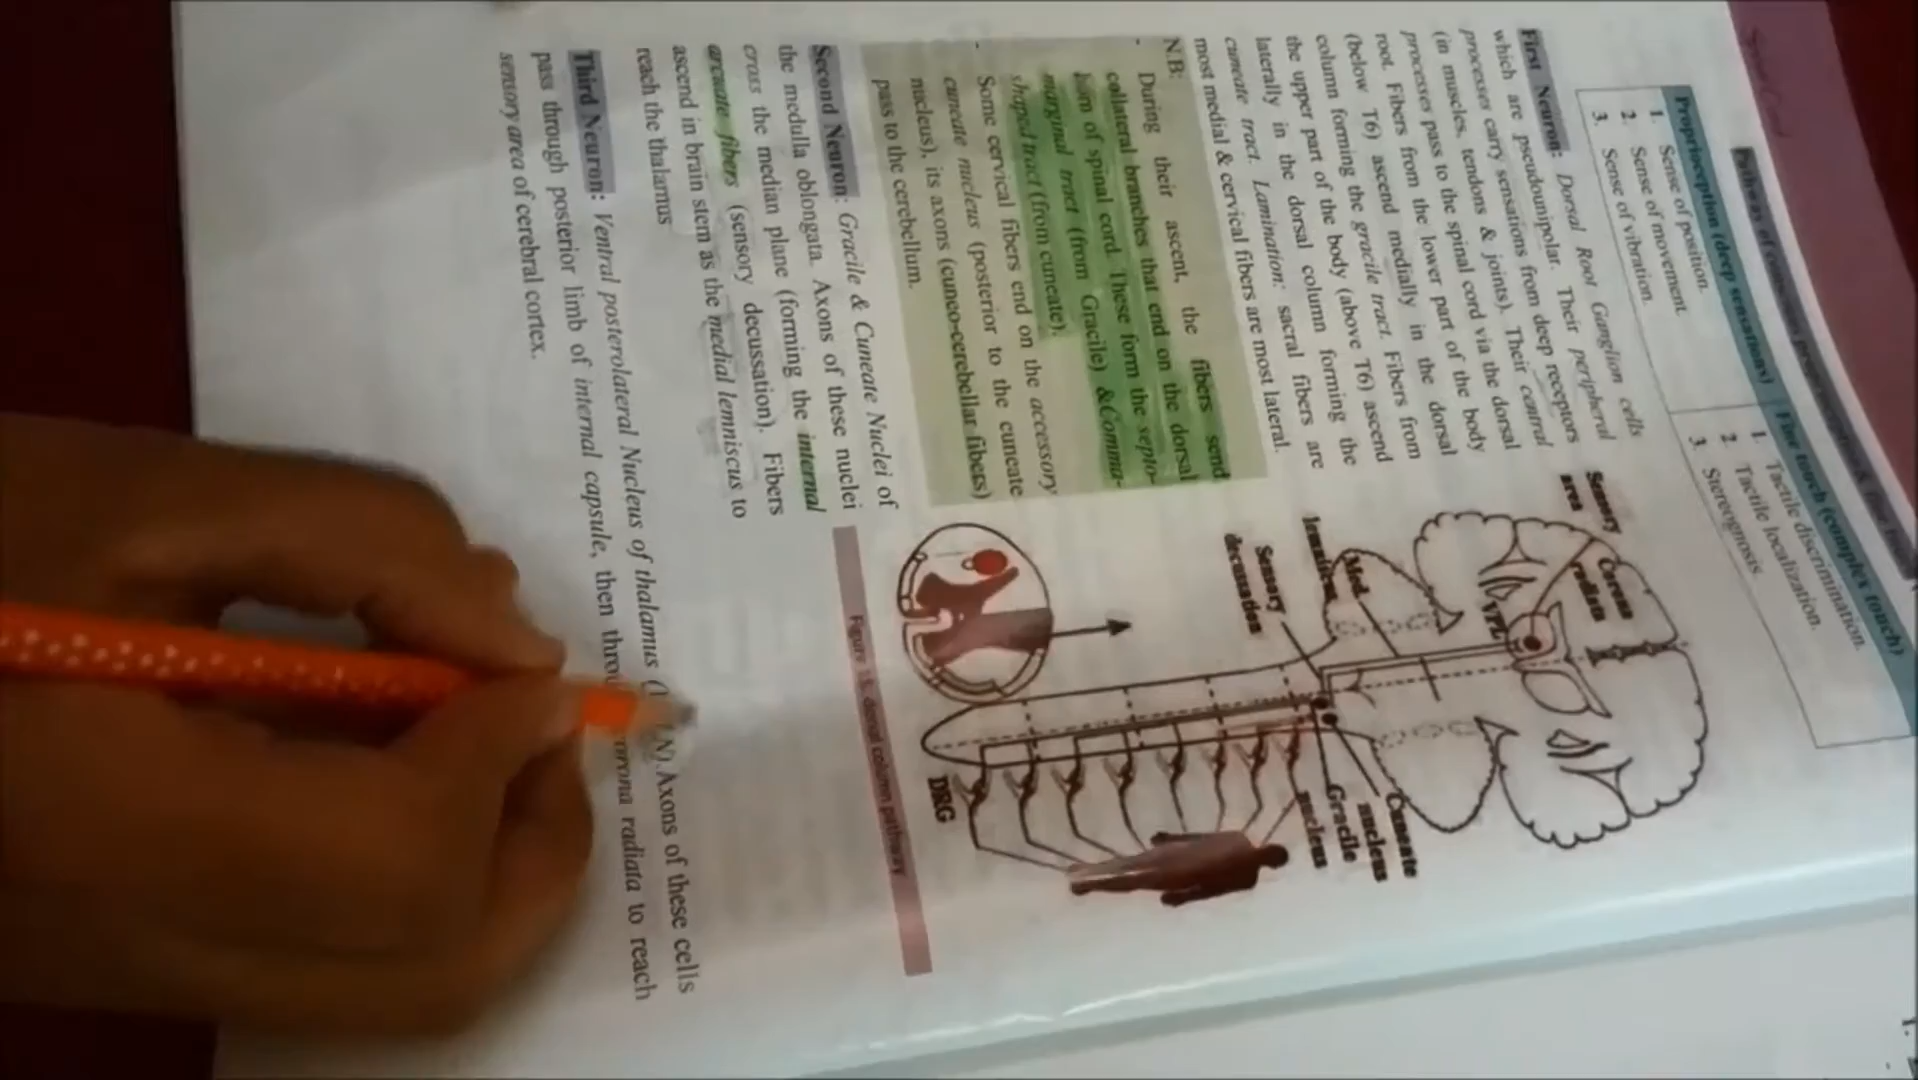 Spinal Cord
Pathway of conscious proprioception & fine touch
Proprioception (deep sensations)
Fine touch (complex touch)
1. Sense of position.
2. Sense of movement.
3. Sense of vibration.
1. Tactile discrimination.
2. Tactile localization.
3. Stereognosis.
First Neuron: Dorsal Root Ganglion cells
which are pseudounipolar. Their peripheral
processes carry sensations from deep receptors
(in muscles, tendons & joints). Their central
processes pass to the spinal cord via the dorsal
root. Fibers from the lower part of the body
(below T6) ascend medially in the dorsal
column forming the gracile tract. Fibers from
the upper part of the body (above T6) ascend
laterally in the dorsal column forming the
cuneate tract. Lamination: sacral fibers are
most medial & cervical fibers are most lateral.
N.B:
- During their ascent, the fibers send
collateral branches that end on the dorsal
horn of spinal cord. These form the septo-
marginal tract (from Gracile) &Comma-
shaped tract (from cuneate).
- Some cervical fibers end on the accessory
cuneate nucleus (posterior to the cuneate
nucleus), its axons (cuneo-cerebellar fibers)
pass to the cerebellum.
Second Neuron: Gracile & Cuneate Nuclei of
the medulla oblongata. Axons of these nuclei
cross the median plane (forming the internal
arcuate fibers (sensory decussation). Fibers
ascend in brain stem as the medial lemniscus to
reach the thalamus
Third Neuron: Ventral posterolateral Nucleus of thalamus ( N).Axons of these cells
pass through posterior limb of internal capsule, then corona radiata to reach
sensory area of cerebral cortex.
Sensory
area
Corona
radiata
VPL
Med.
lemniscus
Sensory
decussation
Cuneate
nucleus
Gracile
nucleus
DRG
Figure 18: dorsal column pathway
1.